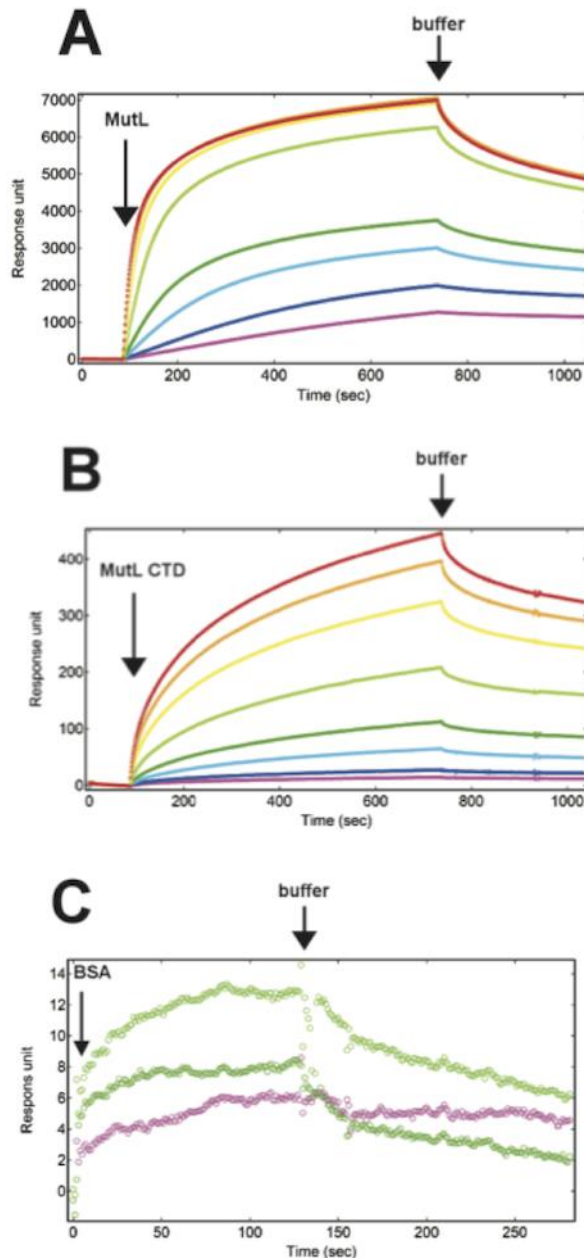 A
buffer
MutL
7000
6000
5000
4000
3000
2000
1000
0
Response unit
200
400
600
800
1000
Time (sec)
B
buffer
MutL CTD
400
300
200
100
0
Response unit
0
200
400
600
800
1000
Time (sec)
C
buffer
BSA
14
12
10
8
6
4
2
0
Respons unit
0
50
100
150
200
250
Time (sec)